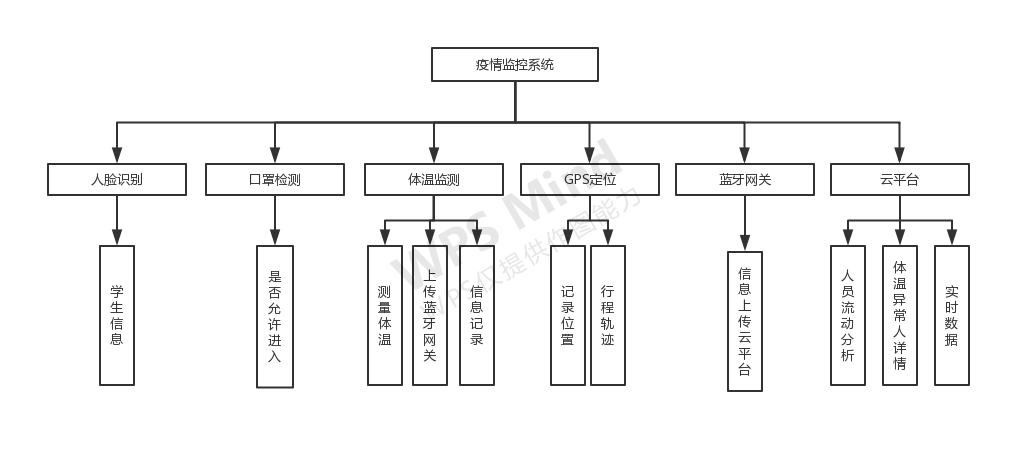 疫情监控系统
人脸识别
口罩检测
体温监测
GPS定位
蓝牙网关
云平台
学生信息
是否允许进入
测量体温
上传蓝牙网关
信息记录
记录位置
行程轨迹
信息上传云平台
人员流动分析
体温异常人详情
实时数据
WPS Mind
WPS仅提供作图能力